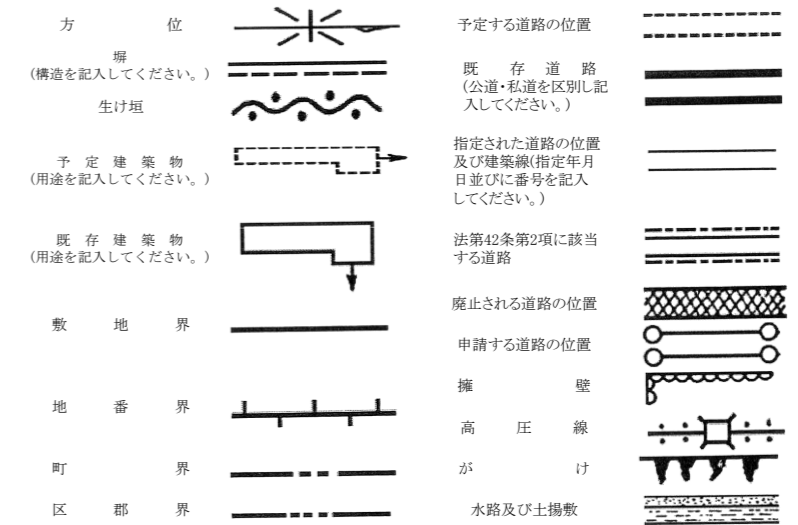 方位
塀
(構造を記入してください。)
生け垣
予定建築物
(用途を記入してください。)
既存建築物
(用途を記入してください。)
敷地界
地番界
町界
区郡界
予定する道路の位置
既存道路
(公道・私道を区別し記
入してください。)
指定された道路の位置
及び建築線(指定年月
日並びに番号を記入
してください。)
法第42条第2項に該当
する道路
廃止される道路の位置
申請する道路の位置
擁壁
高圧線
がけ
水路及び土揚敷